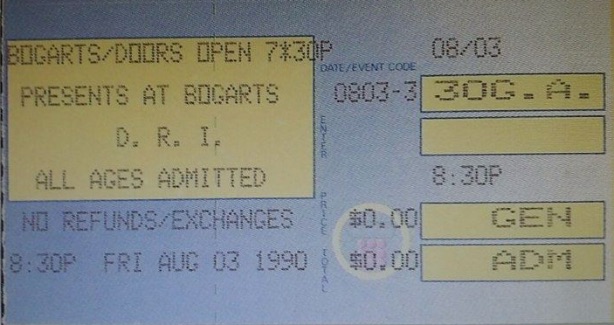 BOGARTS/DOORS OPEN 7*30P
PRESENTS AT BOGARTS
D. R. I.
ALL AGES ADMITTED
NO REFUNDS/EXCHANGES
8:30P FRI AUG 03 1990
08/03
DATE/EVENT CODE
0803-3 3OG.A.
ENTER
8:30P
PRICE $0.00 GEN
TOTAL $0.00 ADM